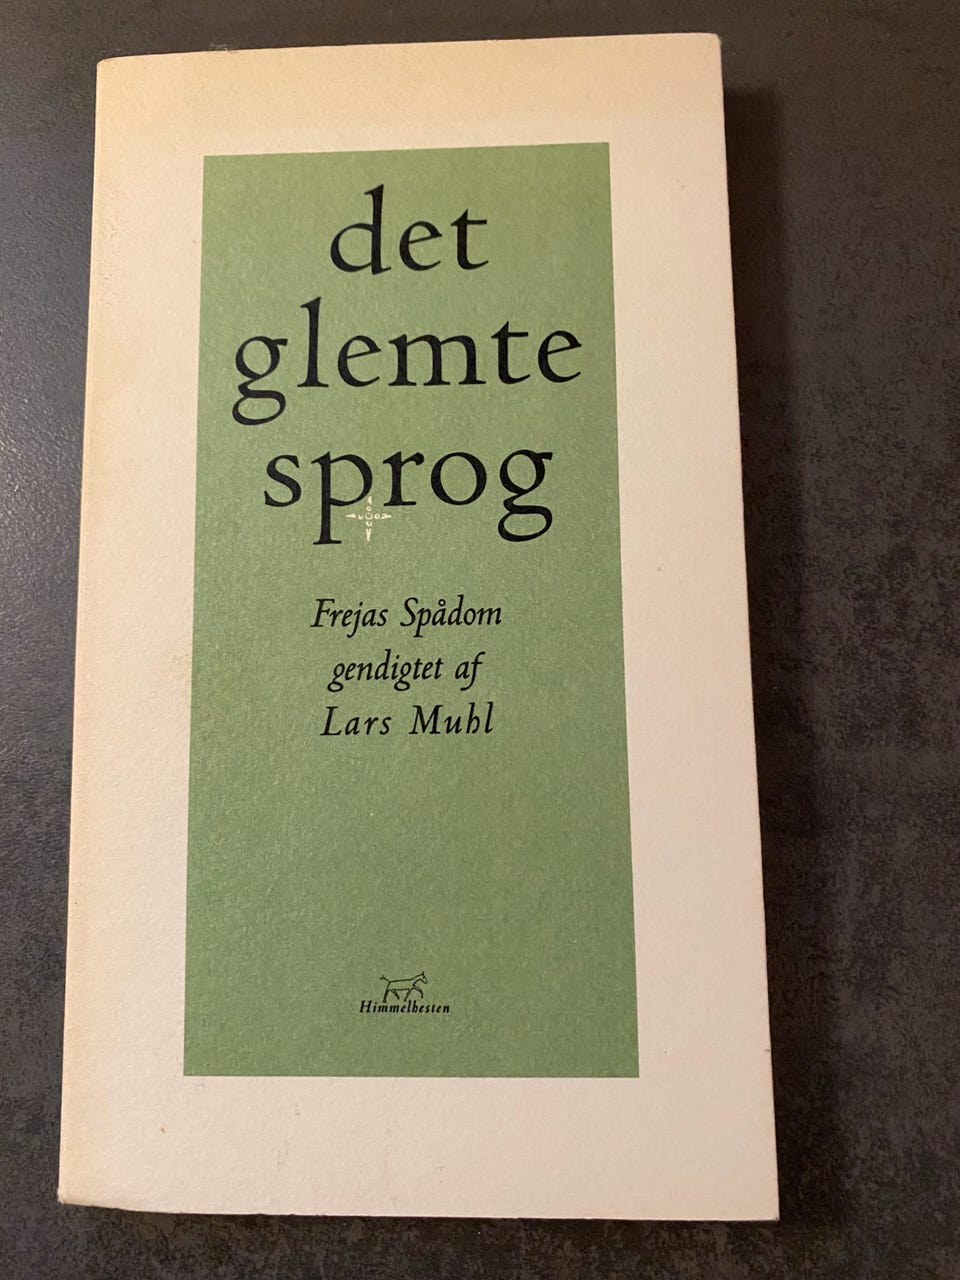 det
glemte
sprog
Frejas Spådom
gendigtet af
Lars Muhl
Himmelhesten